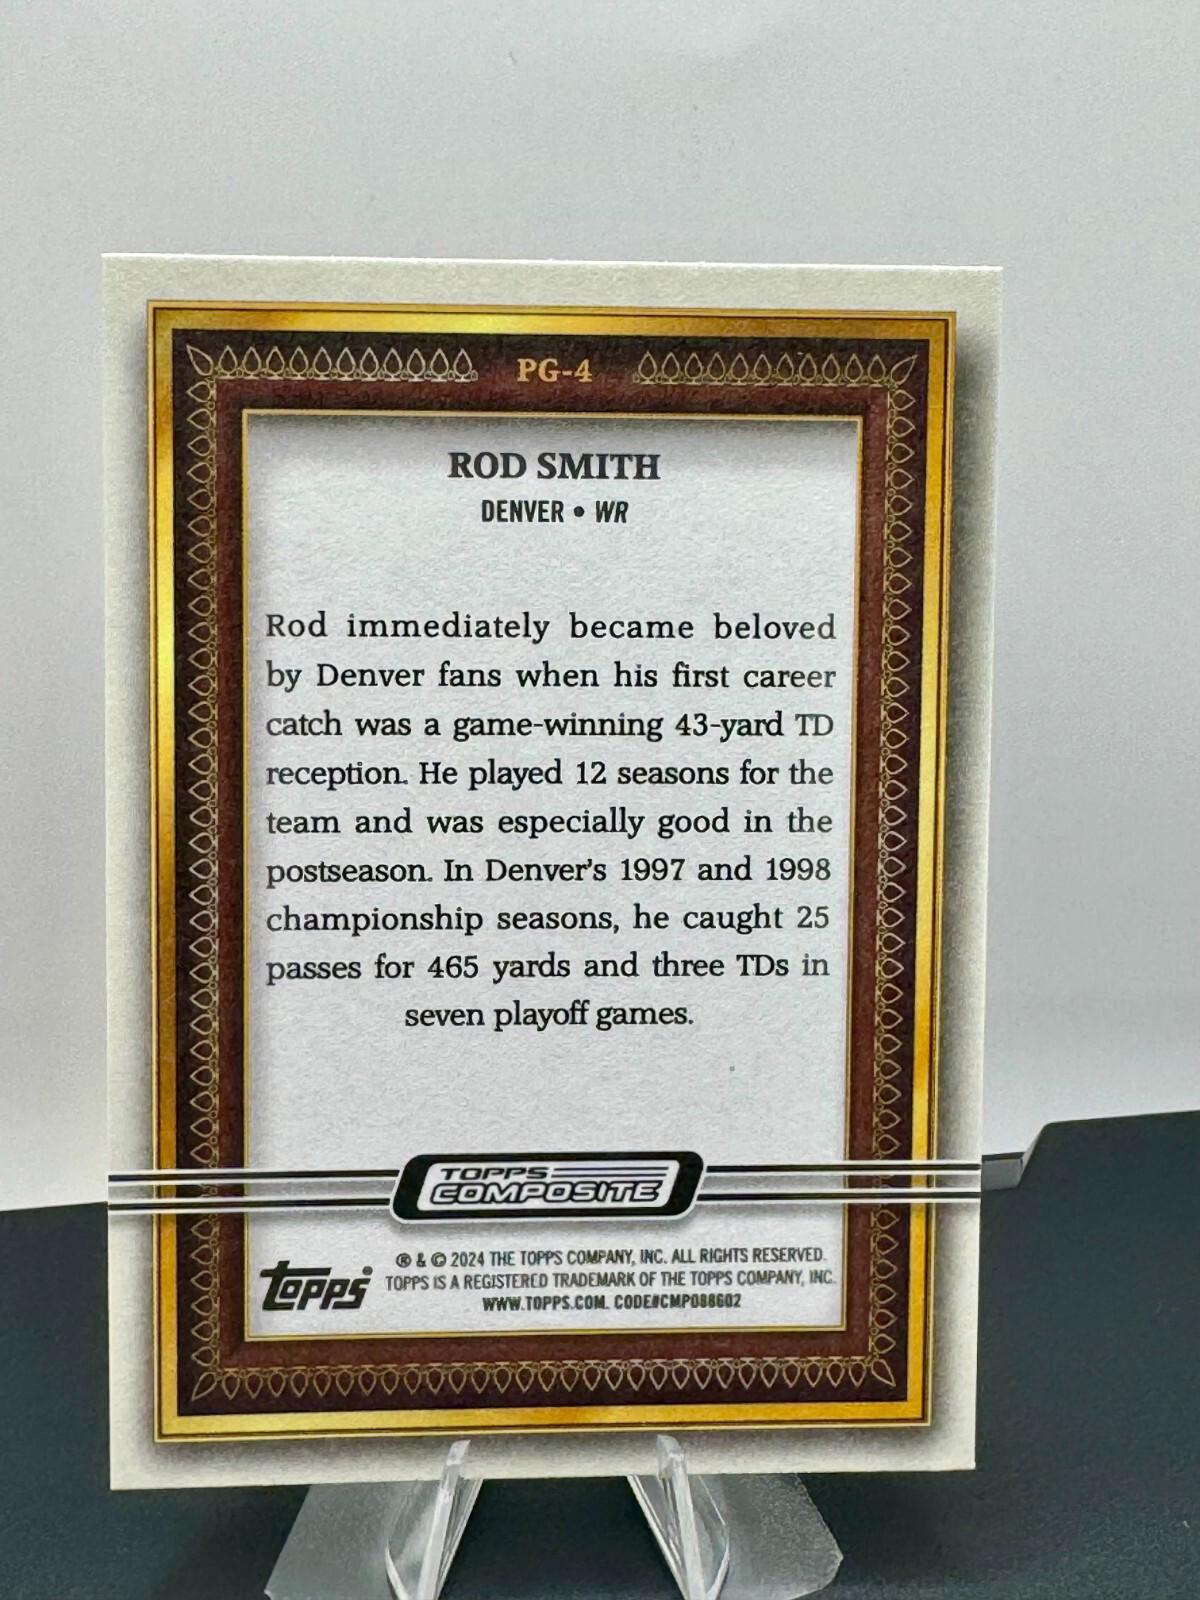 PG-4
ROD SMITH
DENVER • WR
Rod immediately became beloved
by Denver fans when his first career
catch was a game-winning 43-yard TD
reception. He played 12 seasons for the
team and was especially good in the
postseason. In Denver's 1997 and 1998
championship seasons, he caught 25
passes for 465 yards and three TDs in
seven playoff games.
TOPPS
COMPOSITE
topps®
® & © 2024 THE TOPPS COMPANY, INC. ALL RIGHTS RESERVED.
TOPPS IS A REGISTERED TRADEMARK OF THE TOPPS COMPANY, INC.
WWW.TOPPS.COM. CODE#CMP088602